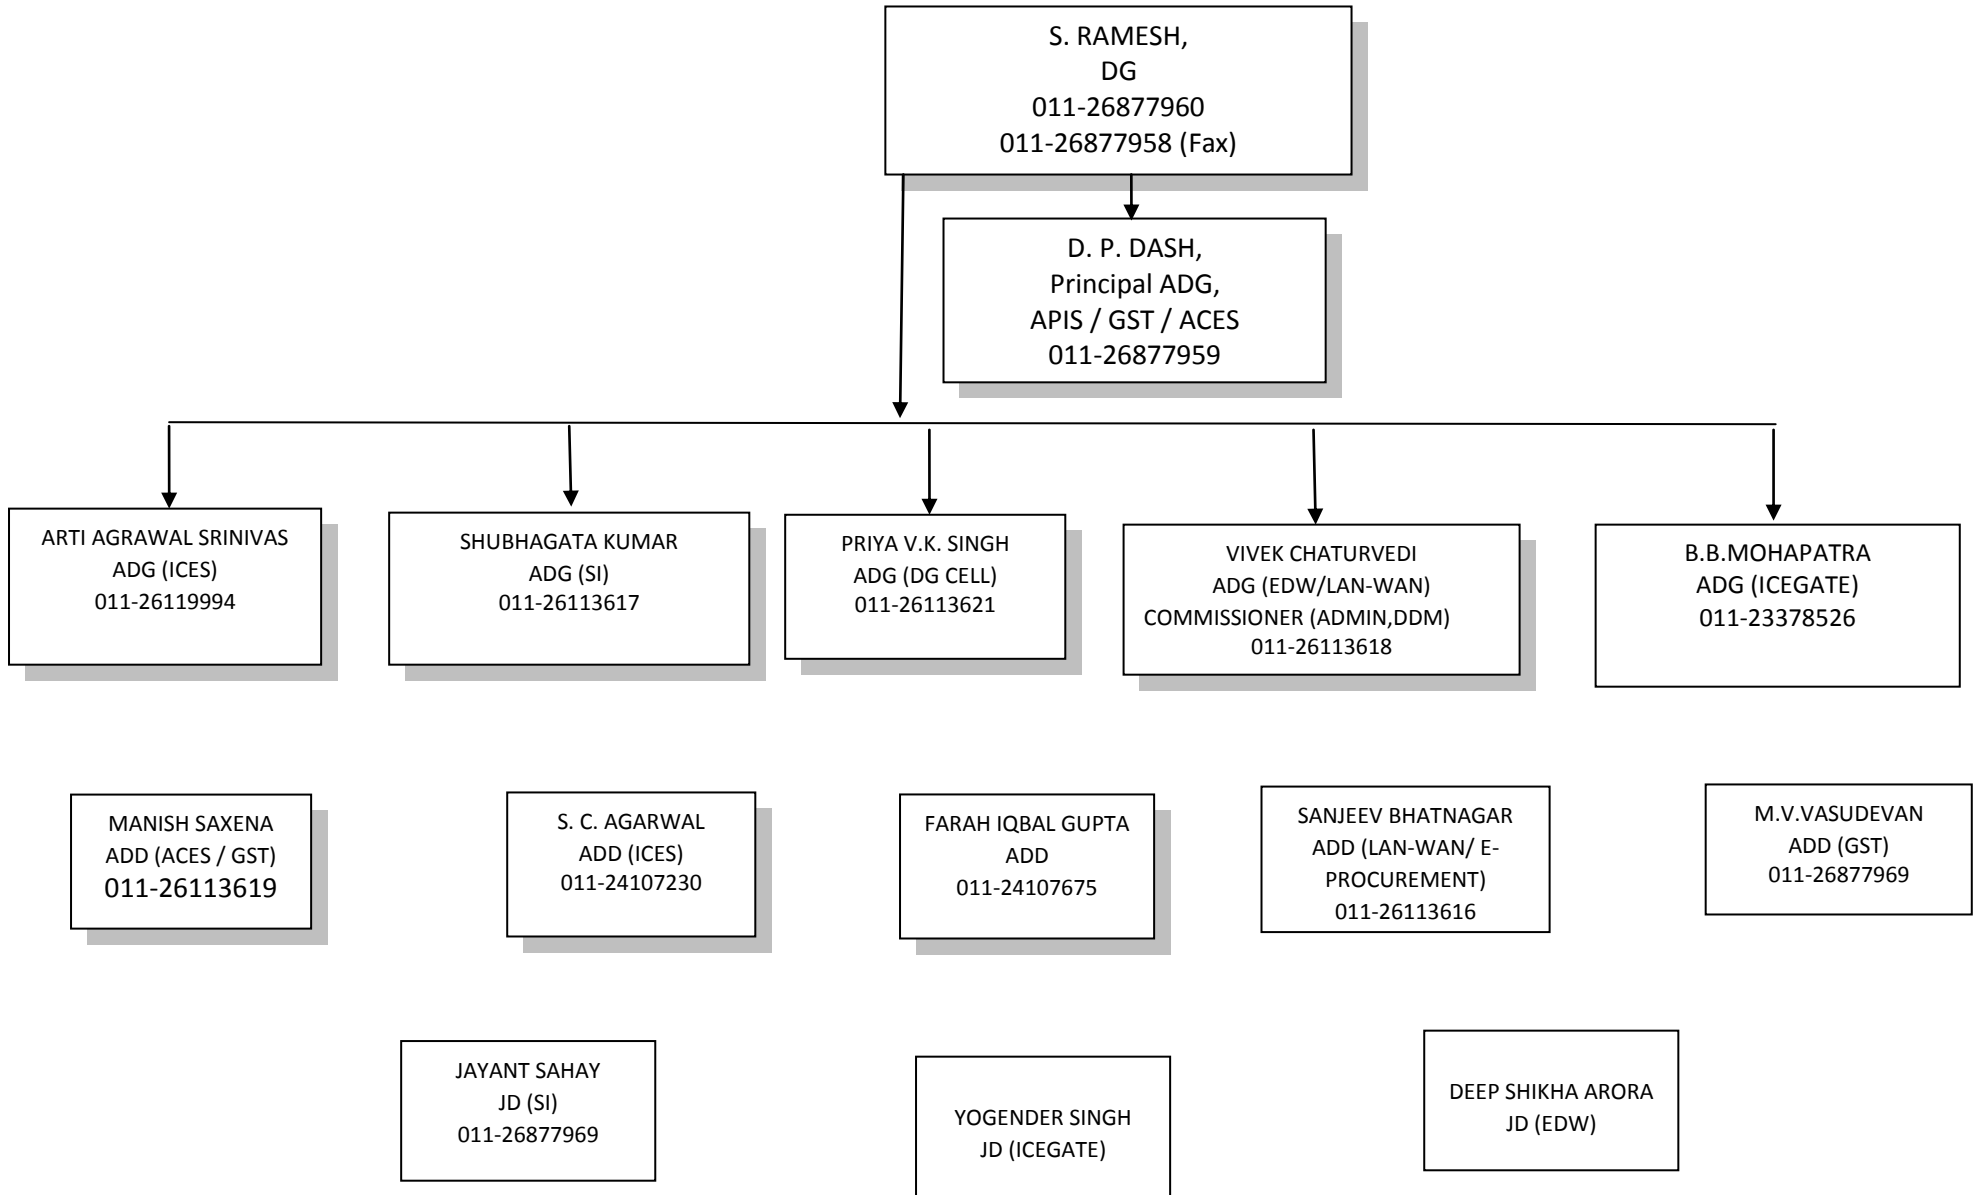 S. RAMESH,
DG
011-26877960
011-26877958 (Fax)
D. P. DASH,
Principal ADG,
APIS / GST / ACES
011-26877959
ARTI AGRAWAL SRINIVAS
ADG (ICES)
011-26119994
SHUBHAGATA KUMAR
ADG (SI)
011-26113617
PRIYA V.K. SINGH
ADG (DG CELL)
011-26113621
VIVEK CHATURVEDI
ADG (EDW/LAN-WAN)
COMMISSIONER (ADMIN,DDM)
011-26113618
B.B.MOHAPATRA
ADG (ICEGATE)
011-23378526
MANISH SAXENA
ADD (ACES / GST)
011-26113619
S. C. AGARWAL
ADD (ICES)
011-24107230
FARAH IQBAL GUPTA
ADD
011-24107675
SANJEEV BHATNAGAR
ADD (LAN-WAN/ E-
PROCUREMENT)
011-26113616
M.V.VASUDEVAN
ADD (GST)
011-26877969
JAYANT SAHAY
JD (SI)
011-26877969
YOGENDER SINGH
JD (ICEGATE)
DEEP SHIKHA ARORA
JD (EDW)